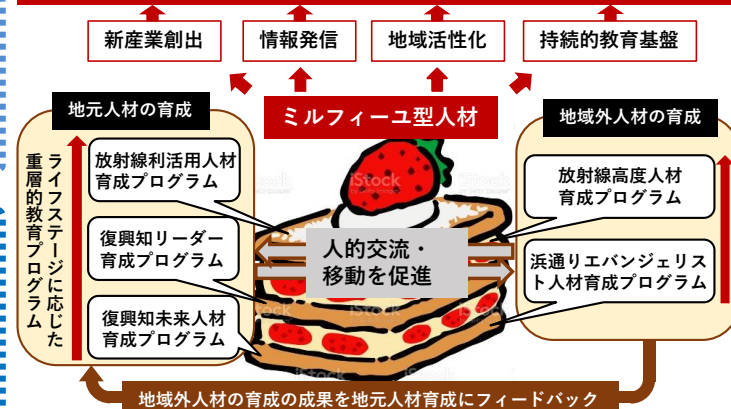 新産業創出
情報発信
地域活性化
持続的教育基盤
ミルフィーユ型人材
地元人材の育成
ライフステージに応じた
重層的教育プログラム
放射線利活用人材
育成プログラム
復興知リーダー
育成プログラム
復興知未来人材
育成プログラム
iStock
iStock
iStock
人的交流・
移動を促進
iStock
iStock
iStock
iStock
地域外人材の育成
放射線高度人材
育成プログラム
浜通りエバンジェリス
ト人材育成プログラム
地域外人材の育成の成果を地元人材育成にフィードバック